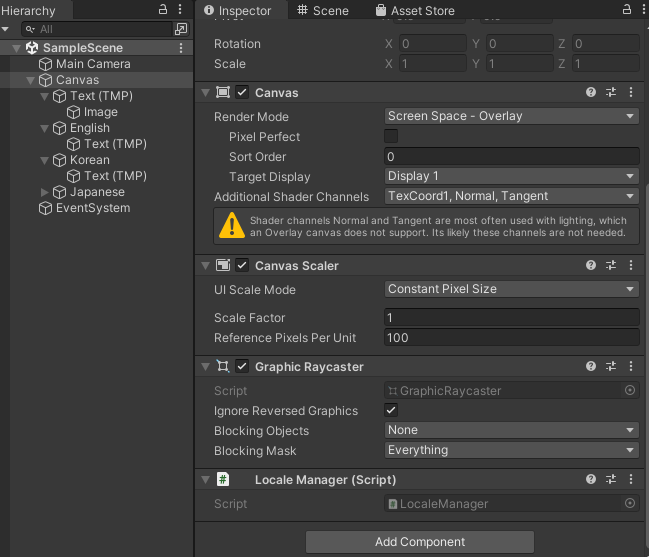 Hierarchy
Inspector
Scene
Asset Store
All
SampleScene
Main Camera
Canvas
Text (TMP)
Image
English
Text (TMP)
Korean
Text (TMP)
Japanese
EventSystem
Rotation X 0 Y 0 Z 0
Scale X 1 Y 1 Z 1
Canvas
Render Mode Screen Space - Overlay
Pixel Perfect
Sort Order 0
Target Display Display 1
Additional Shader Channels TexCoord1, Normal, Tangent
Shader channels Normal and Tangent are most often used with lighting, which
an Overlay canvas does not support. Its likely these channels are not needed.
Canvas Scaler
UI Scale Mode Constant Pixel Size
Scale Factor 1
Reference Pixels Per Unit 100
Graphic Raycaster
Script GraphicRaycaster
Ignore Reversed Graphics
Blocking Objects None
Blocking Mask Everything
# Locale Manager (Script)
Script # LocaleManager
Add Component